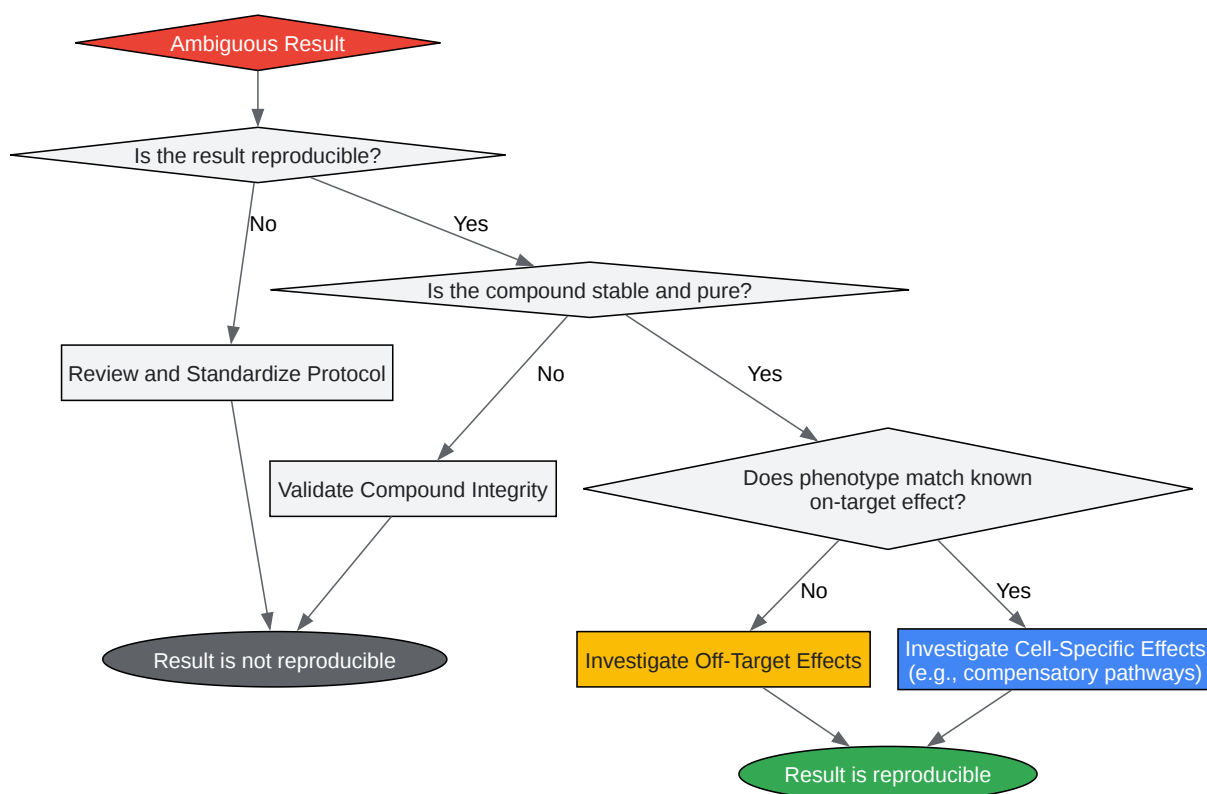 Ambiguous Result
Is the result reproducible?
No
Yes
Is the compound stable and pure?
Review and Standardize Protocol
No
Yes
Validate Compound Integrity
Does phenotype match known
on-target effect?
No
Yes
Result is not reproducible
Investigate Off-Target Effects
Investigate Cell-Specific Effects
(e.g., compensatory pathways)
Result is reproducible